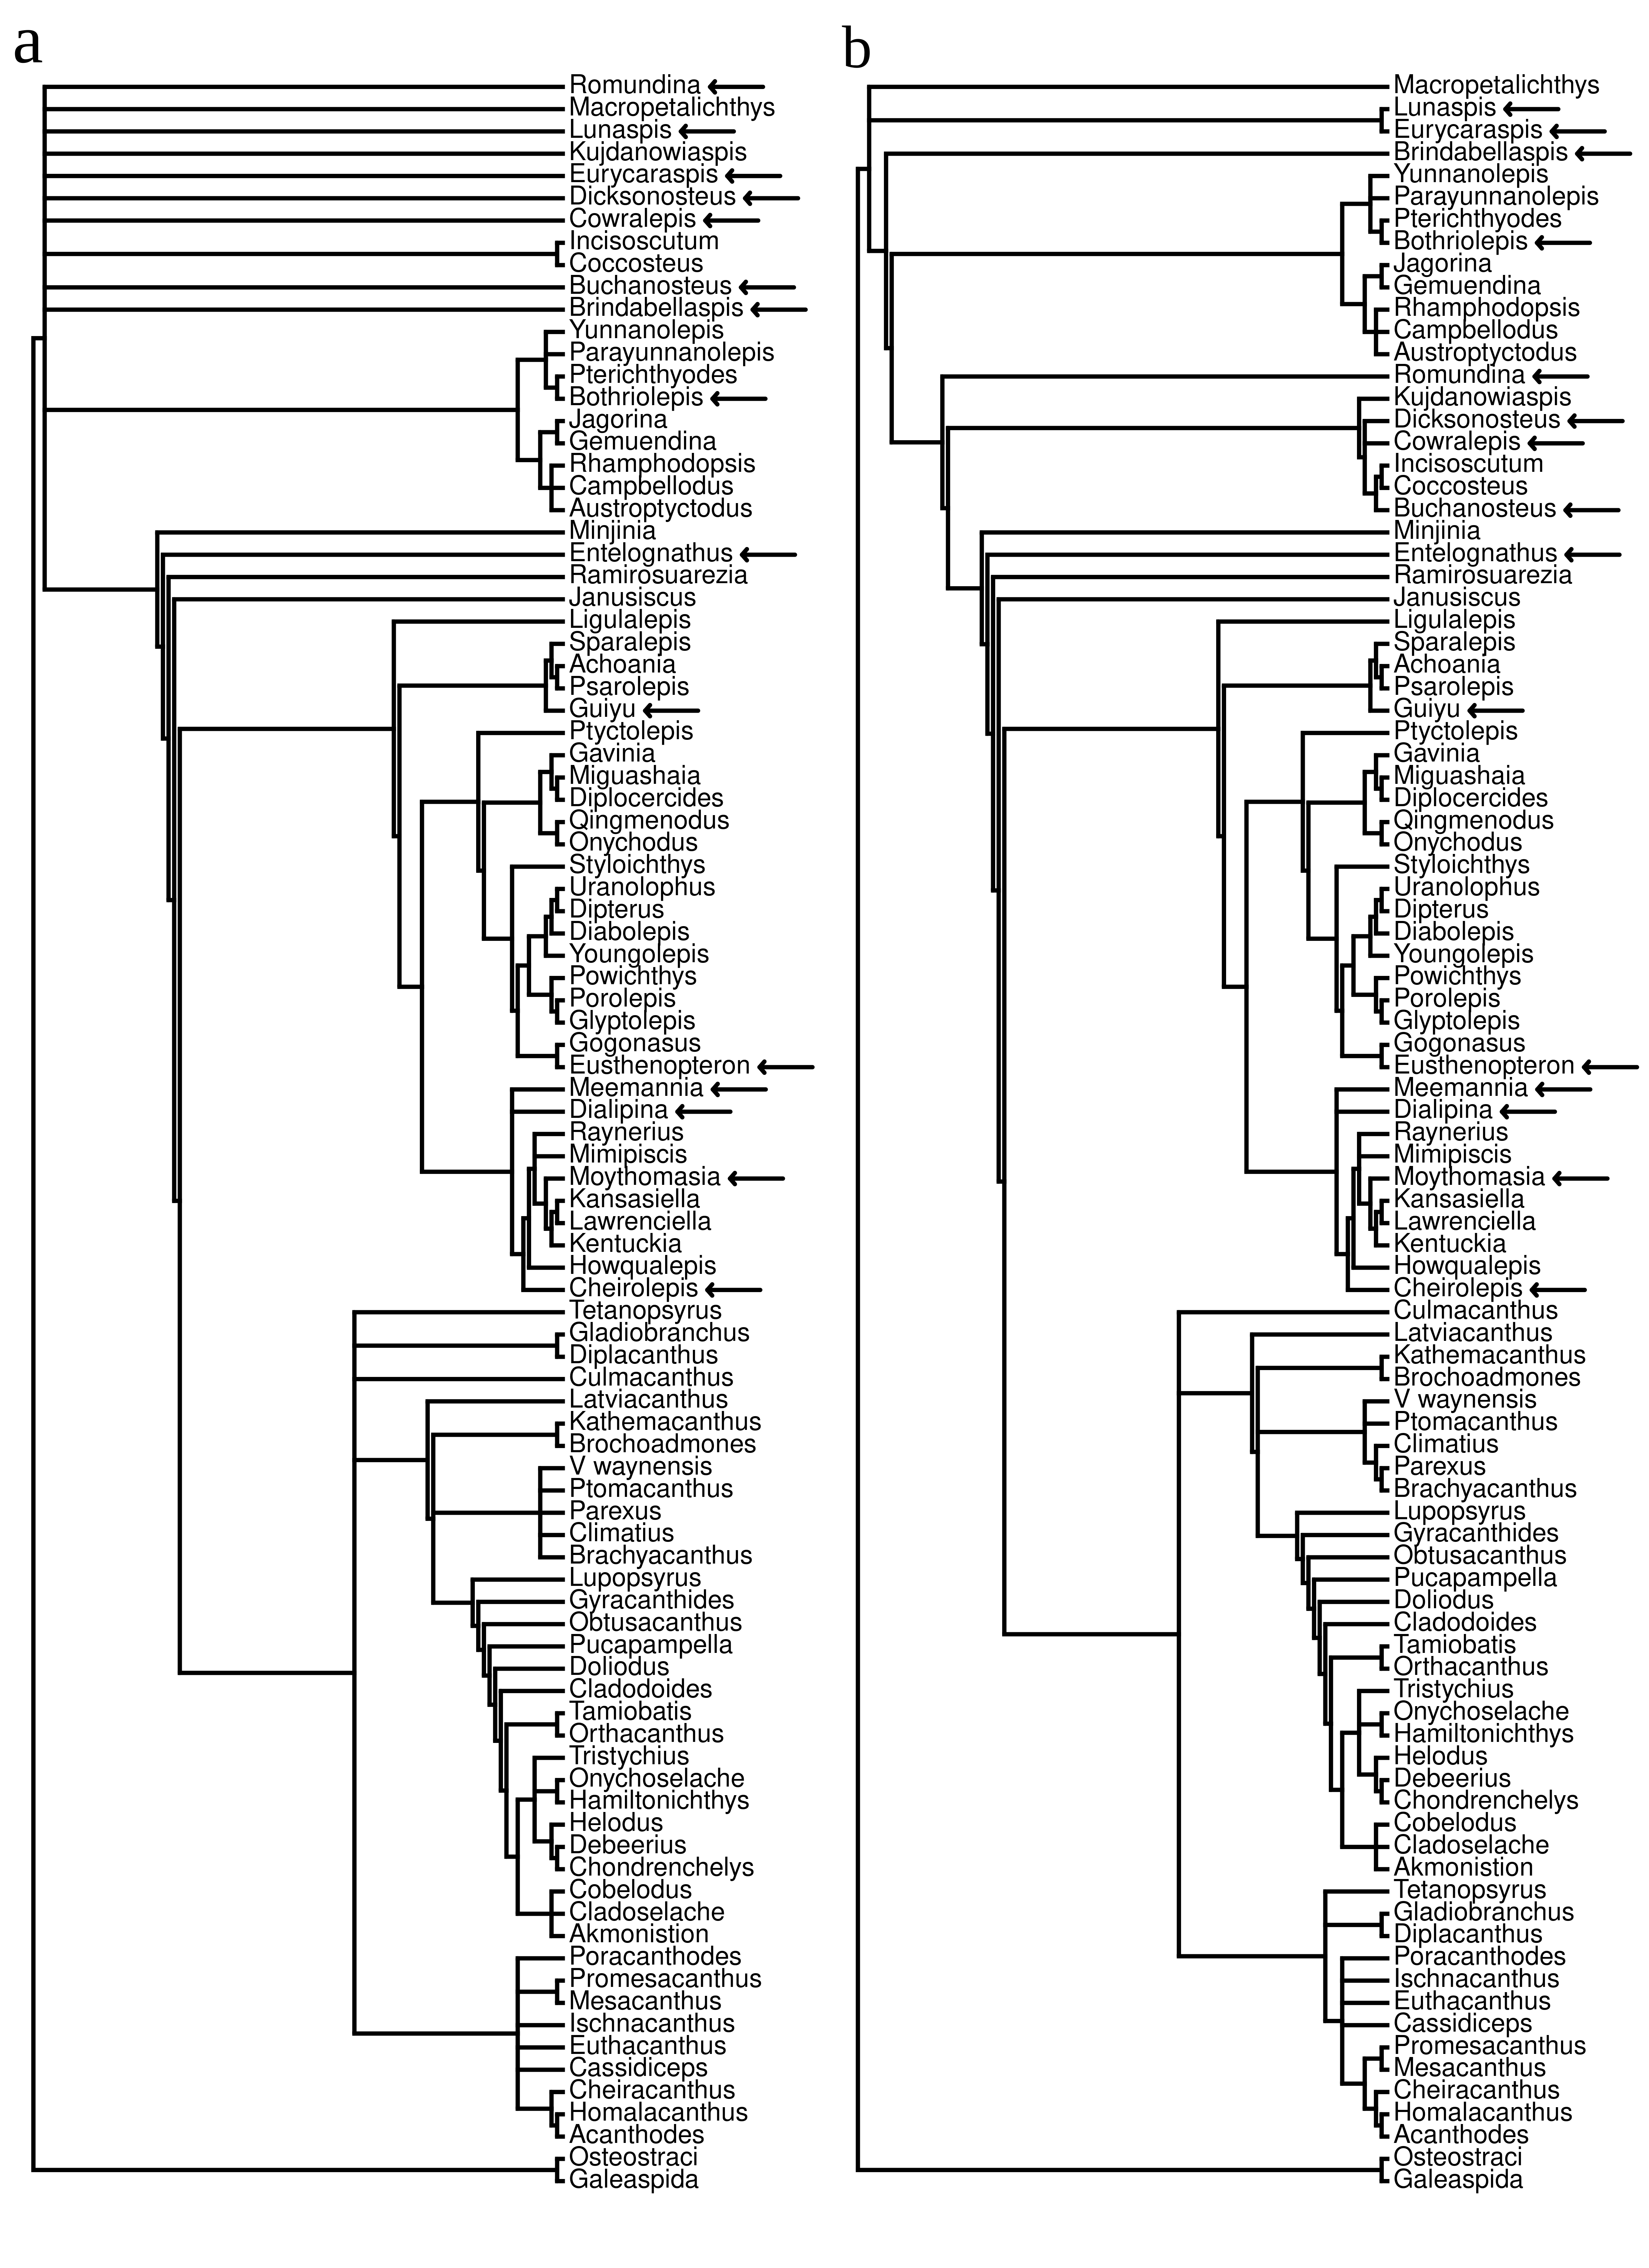 a
Romundina
Macropetalichthys
Lunaspis
Kujdanowiaspis
Eurycaraspis
Dicksonosteus
Cowralepis
Incisoscutum
Coccosteus
Buchanosteus
Brindabellaspis
Yunnanolepis
Parayunnanolepis
Pterichthyodes
Bothriolepis
Jagorina
Gemuendina
Rhamphodopsis
Campbellodus
Austroptyctodus
Minjinia
Entelognathus
Ramirosuarezia
Janusiscus
Ligulalepis
Sparalepis
Achoania
Psarolepis
Guiyu
Ptyctolepis
Gavinia
Miguashaia
Diplocercides
Qingmenodus
Onychodus
Styloichthys
Uranolophus
Dipterus
Diabolepis
Youngolepis
Powichthys
Porolepis
Glyptolepis
Gogonasus
Eusthenopteron
Meemannia
Dialipina
Raynerius
Mimipiscis
Moythomasia
Kansasiella
Lawrenciella
Kentuckia
Howqualepis
Cheirolepis
Tetanopsyrus
Gladiobranchus
Diplacanthus
Culmacanthus
Latviacanthus
Kathemacanthus
Brochoadmones
V waynensis
Ptomacanthus
Parexus
Climatius
Brachyacanthus
Lupopsyrus
Gyracanthides
Obtusacanthus
Pucapampella
Doliodus
Cladodoides
Tamiobatis
Orthacanthus
Tristychius
Onychoselache
Hamiltonichthys
Helodus
Debeerius
Chondrenchelys
Cobelodus
Cladoselache
Akmonistion
Poracanthodes
Promesacanthus
Mesacanthus
Ischnacanthus
Euthacanthus
Cassidiceps
Cheiracanthus
Homalacanthus
Acanthodes
Osteostraci
Galeaspida
b
Macropetalichthys
Lunaspis
Eurycaraspis
Brindabellaspis
Yunnanolepis
Parayunnanolepis
Pterichthyodes
Bothriolepis
Jagorina
Gemuendina
Rhamphodopsis
Campbellodus
Austroptyctodus
Romundina
Kujdanowiaspis
Dicksonosteus
Cowralepis
Incisoscutum
Coccosteus
Buchanosteus
Minjinia
Entelognathus
Ramirosuarezia
Janusiscus
Ligulalepis
Sparalepis
Achoania
Psarolepis
Guiyu
Ptyctolepis
Gavinia
Miguashaia
Diplocercides
Qingmenodus
Onychodus
Styloichthys
Uranolophus
Dipterus
Diabolepis
Youngolepis
Powichthys
Porolepis
Glyptolepis
Gogonasus
Eusthenopteron
Meemannia
Dialipina
Raynerius
Mimipiscis
Moythomasia
Kansasiella
Lawrenciella
Kentuckia
Howqualepis
Cheirolepis
Culmacanthus
Latviacanthus
Kathemacanthus
Brochoadmones
V waynensis
Ptomacanthus
Climatius
Parexus
Brachyacanthus
Lupopsyrus
Gyracanthides
Obtusacanthus
Pucapampella
Doliodus
Cladodoides
Tamiobatis
Orthacanthus
Tristychius
Onychoselache
Hamiltonichthys
Helodus
Debeerius
Chondrenchelys
Cobelodus
Cladoselache
Akmonistion
Tetanopsyrus
Gladiobranchus
Diplacanthus
Poracanthodes
Ischnacanthus
Euthacanthus
Cassidiceps
Promesacanthus
Mesacanthus
Cheiracanthus
Homalacanthus
Acanthodes
Osteostraci
Galeaspida